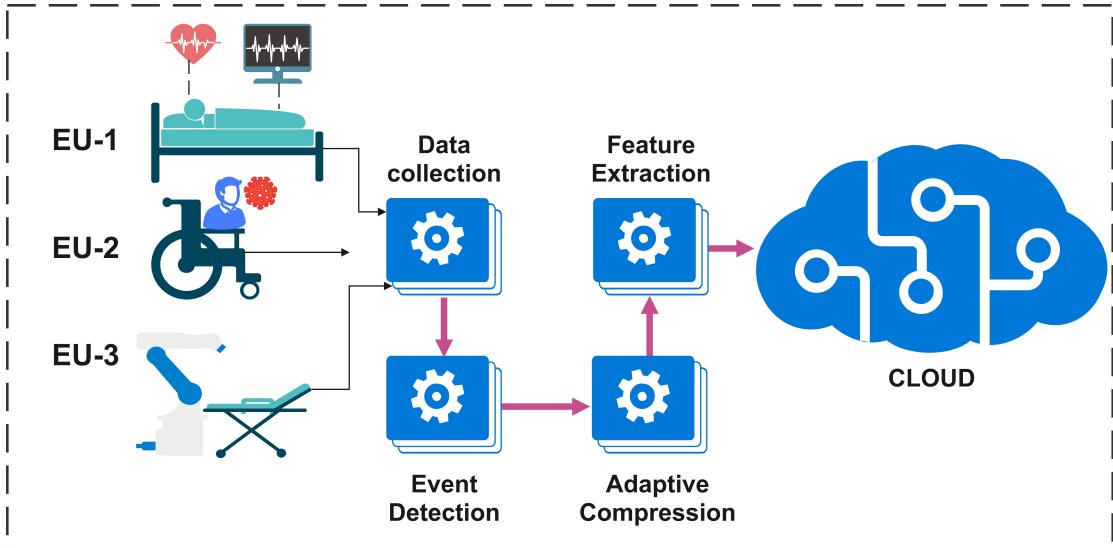 EU-1
EU-2
EU-3
Data
collection
Feature
Extraction
Event
Detection
Adaptive
Compression
CLOUD